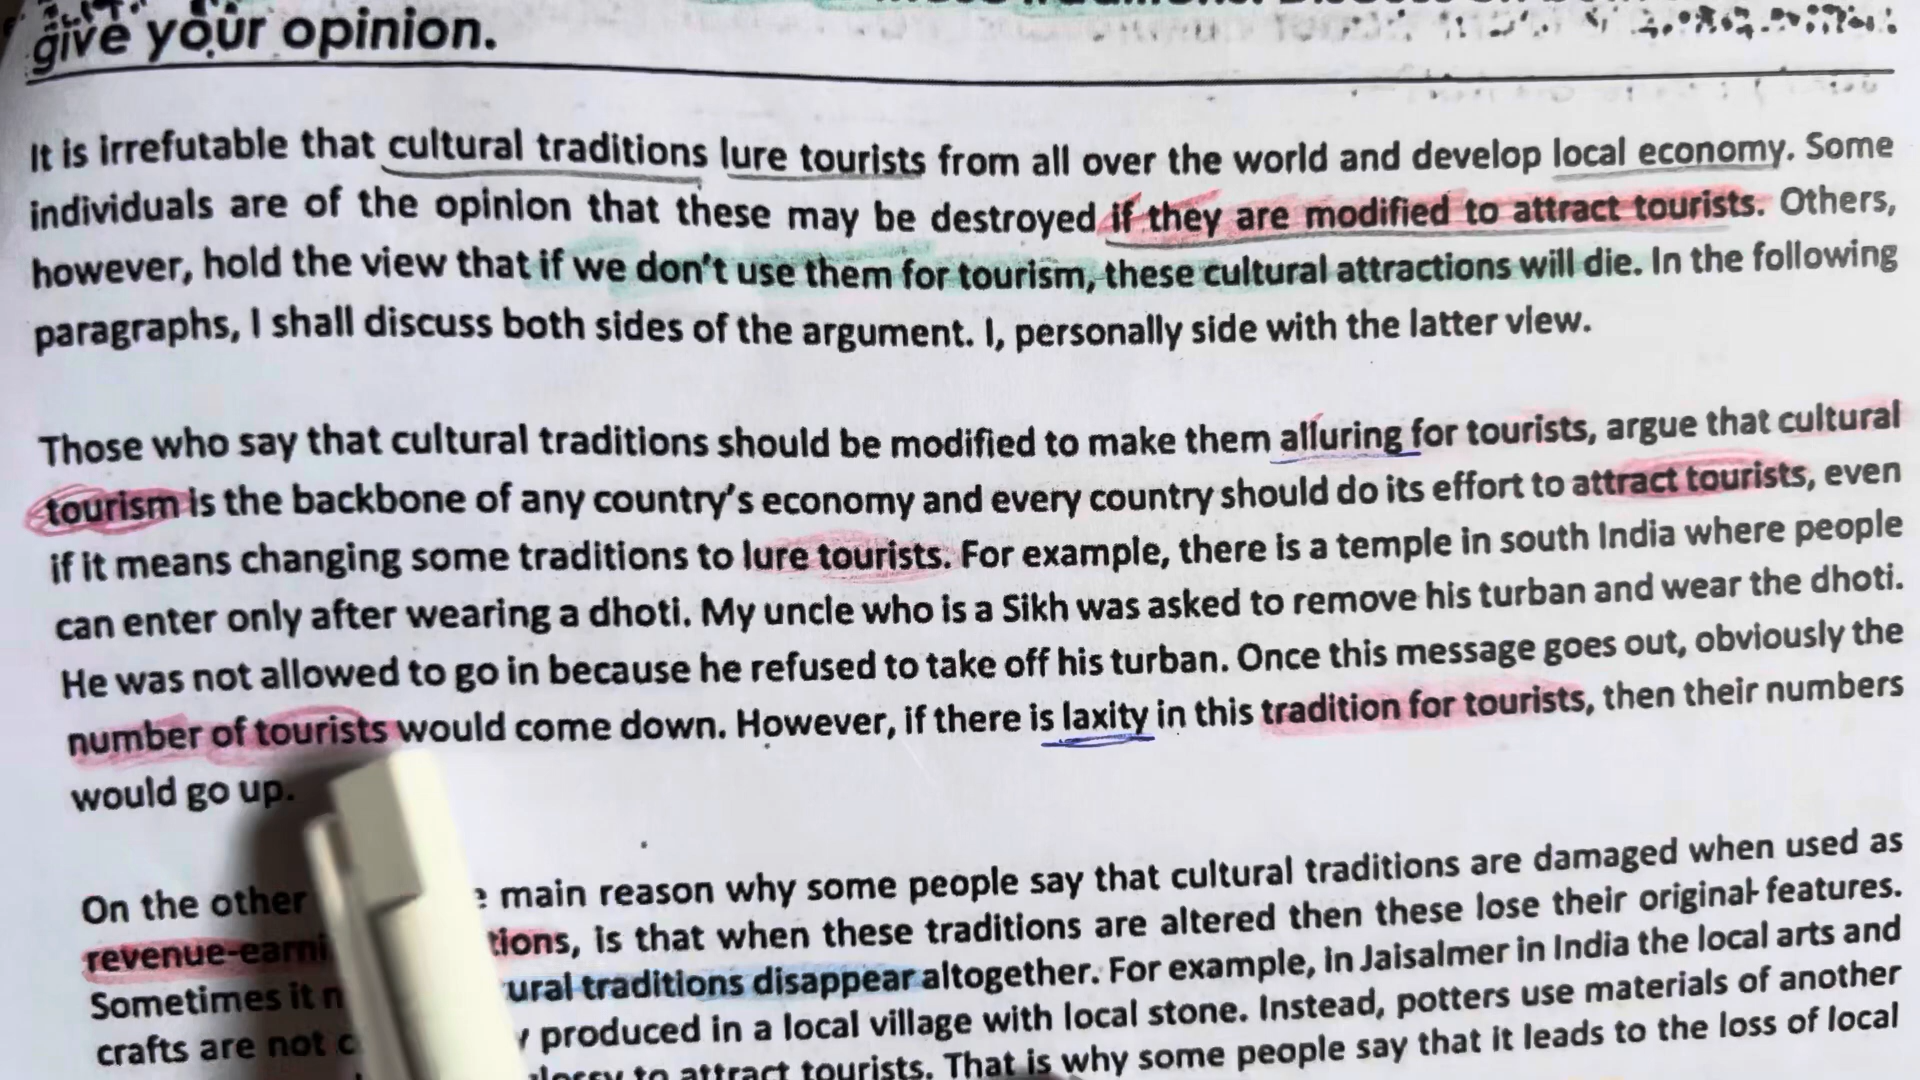 give your opinion.
It is irrefutable that cultural traditions lure tourists from all over the world and develop local economy. Some
individuals are of the opinion that these may be destroyed if they are modified to attract tourists. Others,
however, hold the view that if we don't use them for tourism, these cultural attractions will die. In the following
paragraphs, I shall discuss both sides of the argument. I, personally side with the latter view.
Those who say that cultural traditions should be modified to make them alluring for tourists, argue that cultural
tourism is the backbone of any country's economy and every country should do its effort to attract tourists, even
if it means changing some traditions to lure tourists. For example, there is a temple in south India where people
can enter only after wearing a dhoti. My uncle who is a Sikh was asked to remove his turban and wear the dhoti.
He was not allowed to go in because he refused to take off his turban. Once this message goes out, obviously the
number of tourists would come down. However, if there is laxity in this tradition for tourists, then their numbers
would go up.
On the other main reason why some people say that cultural traditions are damaged when used as
is that when these traditions are altered then these lose their original features.
Sometimes it traditions disappear altogether. For example, in Jaisalmer in India the local arts and
crafts are not produced in a local village with local stone. Instead, potters use materials of another
to attract tourists. That is why some people say that it leads to the loss of local